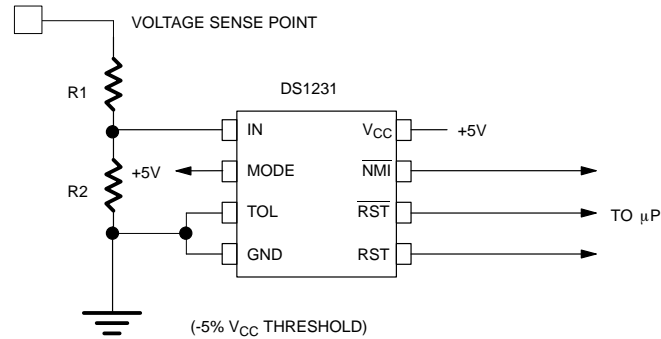 VOLTAGE SENSE POINT
DS1231
R1
IN
VCC
+5V
R2
+5V
MODE
NMI
TOL
RST
TO µP
GND
RST
(-5% VCC THRESHOLD)